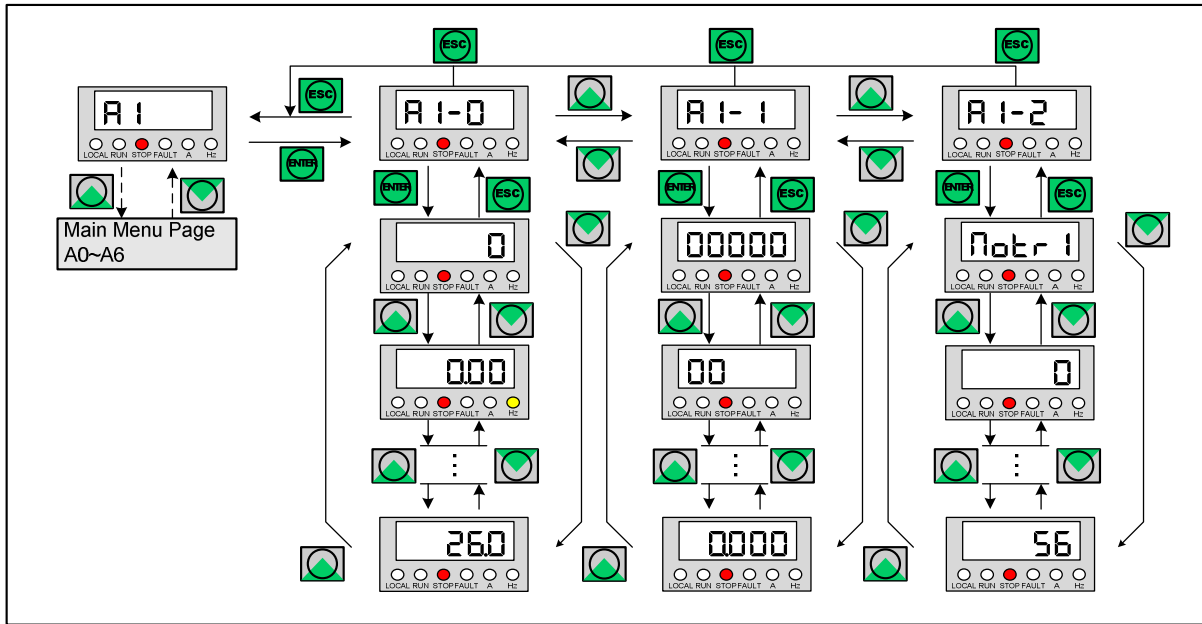 ESC ESC ESC
A1 ESC A1-0 A1-1 A1-2
LOCAL RUN STOP FAULT A Hz
LOCAL RUN STOP FAULT A Hz
LOCAL RUN STOP FAULT A Hz
LOCAL RUN STOP FAULT A Hz
ENTER
ENTER ESC ENTER ESC ENTER ESC
Main Menu Page
A0~A6
0 00000 Motr1
LOCAL RUN STOP FAULT A Hz
LOCAL RUN STOP FAULT A Hz
LOCAL RUN STOP FAULT A Hz
0.00 00 0
LOCAL RUN STOP FAULT A Hz
LOCAL RUN STOP FAULT A Hz
LOCAL RUN STOP FAULT A Hz
26.0 0.000 56
LOCAL RUN STOP FAULT A Hz
LOCAL RUN STOP FAULT A Hz
LOCAL RUN STOP FAULT A Hz